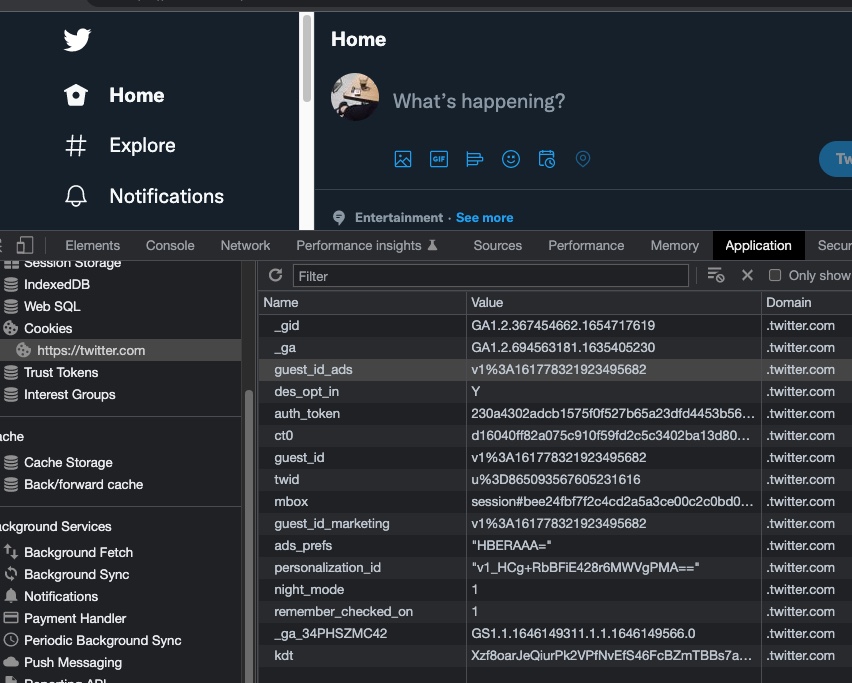 Home
Home
What's happening?
Explore
GIF
Tw
Notifications
Entertainment · See more
Elements Console Network Performance insights Sources Performance Memory Application Secur
Session Storage
IndexedDB
Web SQL
Cookies
https://twitter.com
Trust Tokens
Interest Groups
ache
Cache Storage
Back/forward cache
ackground Services
Background Fetch
Background Sync
Notifications
Payment Handler
Periodic Background Sync
Push Messaging
Reporting API
Filter Only show
Name Value Domain
_gid GA1.2.367454662.1654717619 .twitter.com
_ga GA1.2.694563181.1635405230 .twitter.com
guest_id_ads v1%3A161778321923495682 .twitter.com
des_opt_in Y .twitter.com
auth_token 230a4302adcb1575f0f527b65a23dfd4453b56... .twitter.com
ct0 d16040ff82a075c910f59fd2c5c3402ba13d80... .twitter.com
guest_id v1%3A161778321923495682 .twitter.com
twid u%3D865093567605231616 .twitter.com
mbox session#bee24fbf7f2c4cd2a5a3ce00c2c0bd0... .twitter.com
guest_id_marketing v1%3A161778321923495682 .twitter.com
ads_prefs "HBERAAA=" .twitter.com
personalization_id "v1_HCg+RbBFiE428r6MWVgPMA==" .twitter.com
night_mode 1 .twitter.com
remember_checked_on 1 .twitter.com
_ga_34PHSZMC42 GS1.1.1646149311.1.1.1646149566.0 .twitter.com
kdt Xzf8oarJeQiurPk2VPfNvEfS46FcBZmTBBs7a... .twitter.com